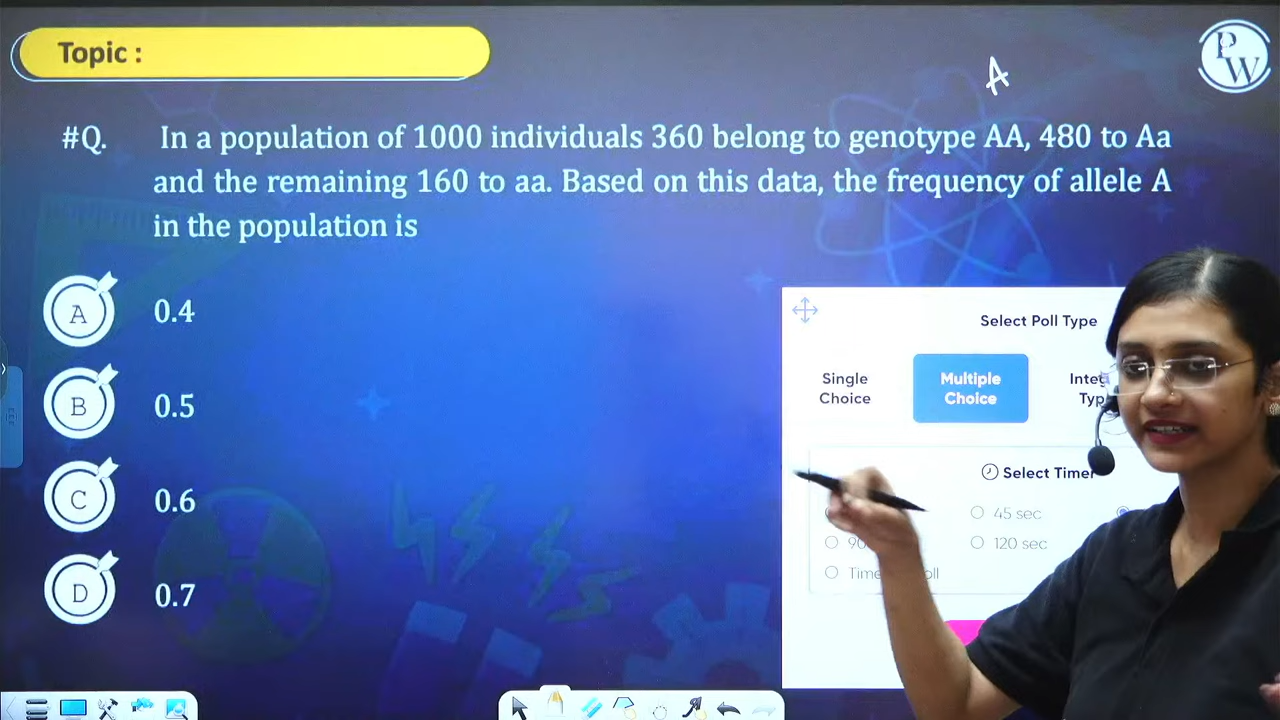 Topic :
A
PW
#Q. In a population of 1000 individuals 360 belong to genotype AA, 480 to Aa
and the remaining 160 to aa. Based on this data, the frequency of allele A
in the population is
A 0.4
B 0.5
C 0.6
D 0.7
Select Poll Type
Single
Choice
Multiple
Choice
Select Timer
45 sec
120 sec